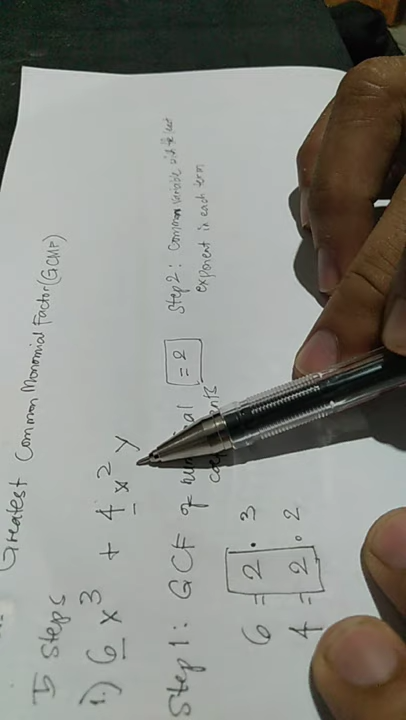 Greatest Common Monomial Factor (GCMF)
I Steps
1.) 6x³ + 4x²y
Step 1: GCF of = 2
6 = 2 · 3
4 = 2 · 2
Step 2: Common variable with the least
exponent in each term